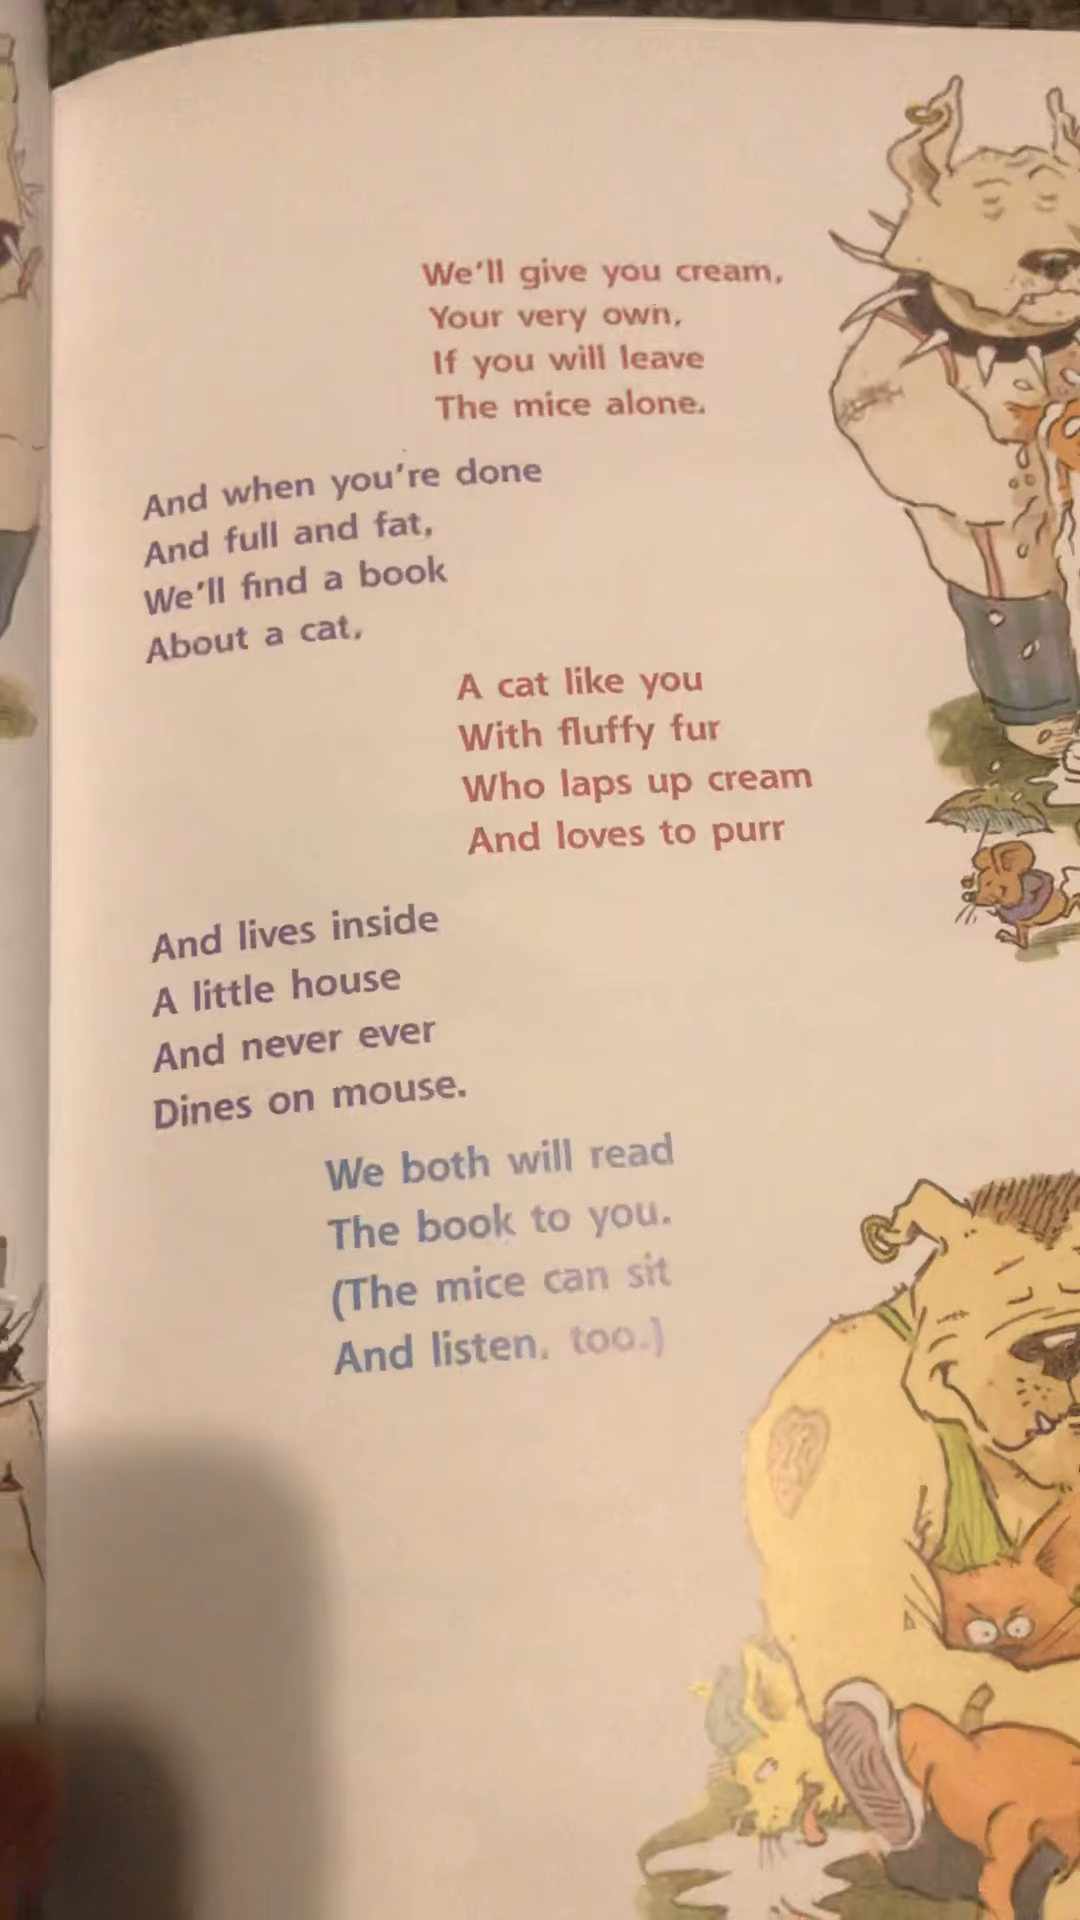 We'll give you cream,
Your very own,
If you will leave
The mice alone.
And when you're done
And full and fat,
We'll find a book
About a cat,
A cat like you
With fluffy fur
Who laps up cream
And loves to purr
And lives inside
A little house
And never ever
Dines on mouse.
We both will read
The book to you.
(The mice can sit
And listen, too.)